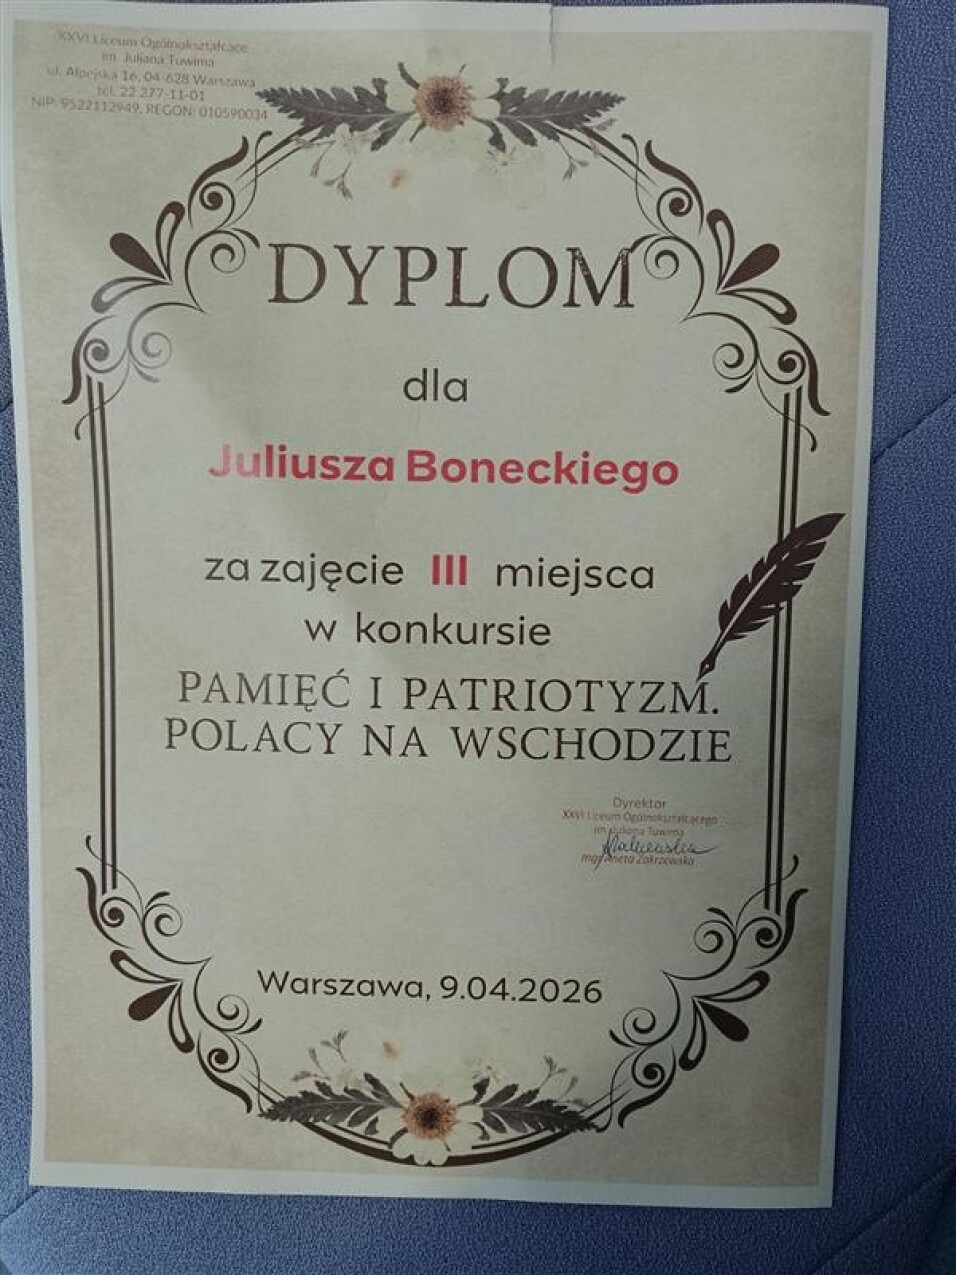 XXVI Liceum Ogólnokształcące
im. Juliana Tuwima
ul. Alpejska 16, 04-628 Warszawa
tel. 22 277-11-01
NIP: 9522112949, REGON: 010590034
DYPLOM
dla
Juliusza Boneckiego
za zajęcie III miejsca
w konkursie
PAMIĘĆ I PATRIOTYZM.
POLACY NA WSCHODZIE
Dyrektor
XXVI Liceum Ogólnokształcącego
im. Juliana Tuwima
mgr Aneta Zakrzewska
Warszawa, 9.04.2026